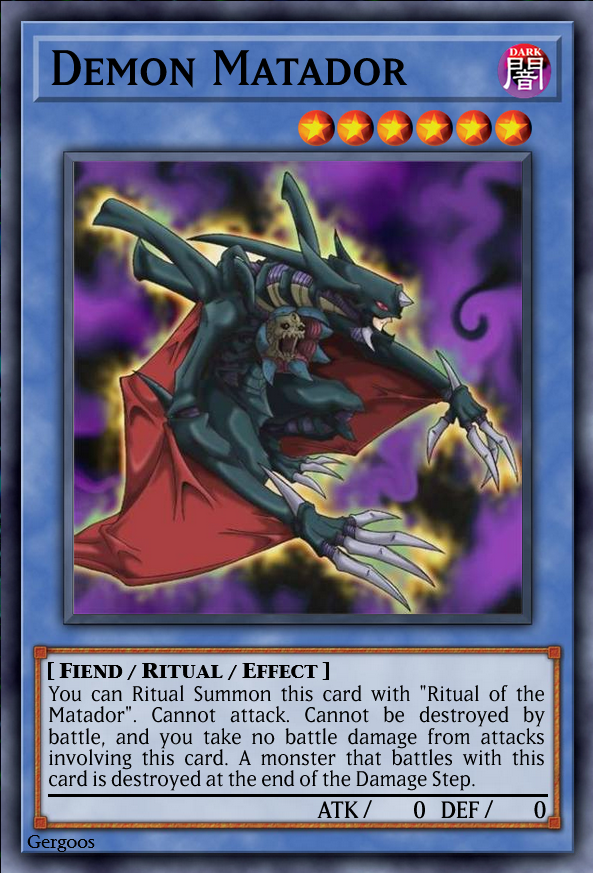 Demon Matador
DARK
闇
[ Fiend / Ritual / Effect ]
You can Ritual Summon this card with "Ritual of the
Matador". Cannot attack. Cannot be destroyed by
battle, and you take no battle damage from attacks
involving this card. A monster that battles with this
card is destroyed at the end of the Damage Step.
ATK / 0 DEF / 0
Gergoos